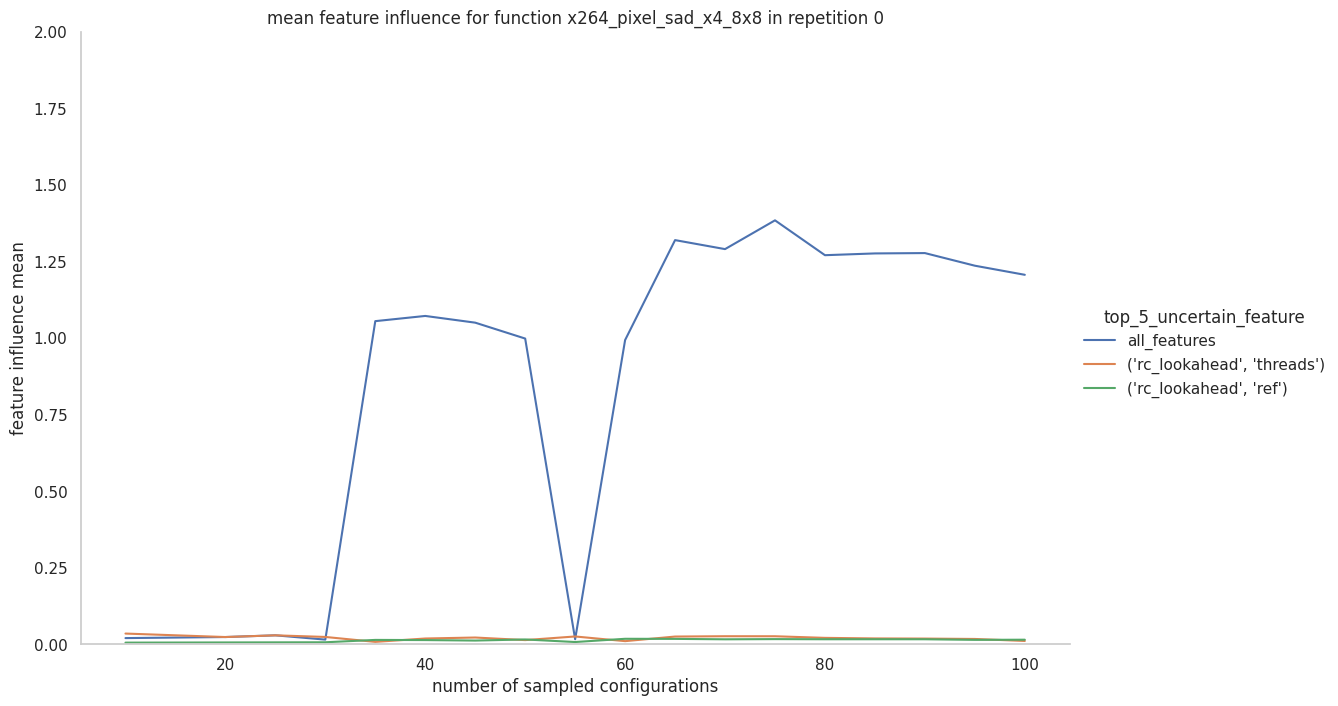 mean feature influence for function x264_pixel_sad_x4_8x8 in repetition 0
2.00
1.75
1.50
1.25
1.00
0.75
0.50
0.25
0.00
feature influence mean
20
40
60
80
100
number of sampled configurations
top_5_uncertain_feature
all_features
('rc_lookahead', 'threads')
('rc_lookahead', 'ref')